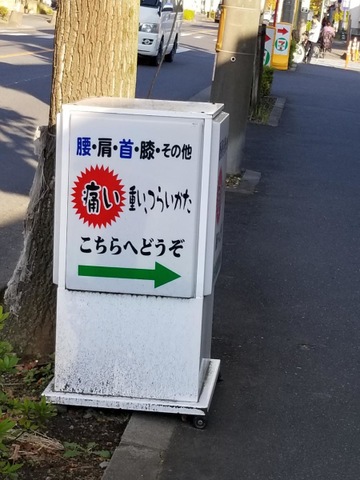 腰・肩・首・膝・その他
痛い 重い、つらいかた
こちらへどうぞ